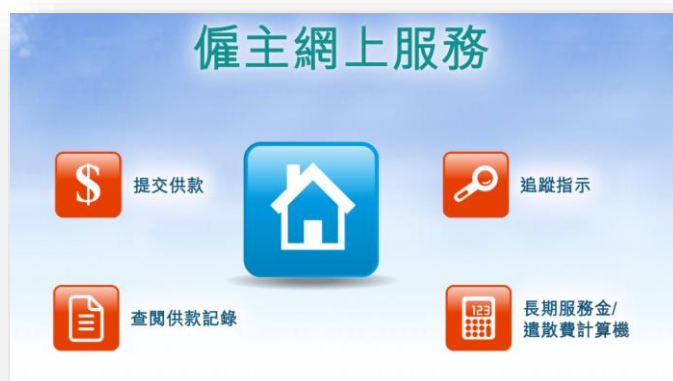 僱主網上服務
$
提交供款
追蹤指示
查閱供款記錄
123
長期服務金/
遣散費計算機